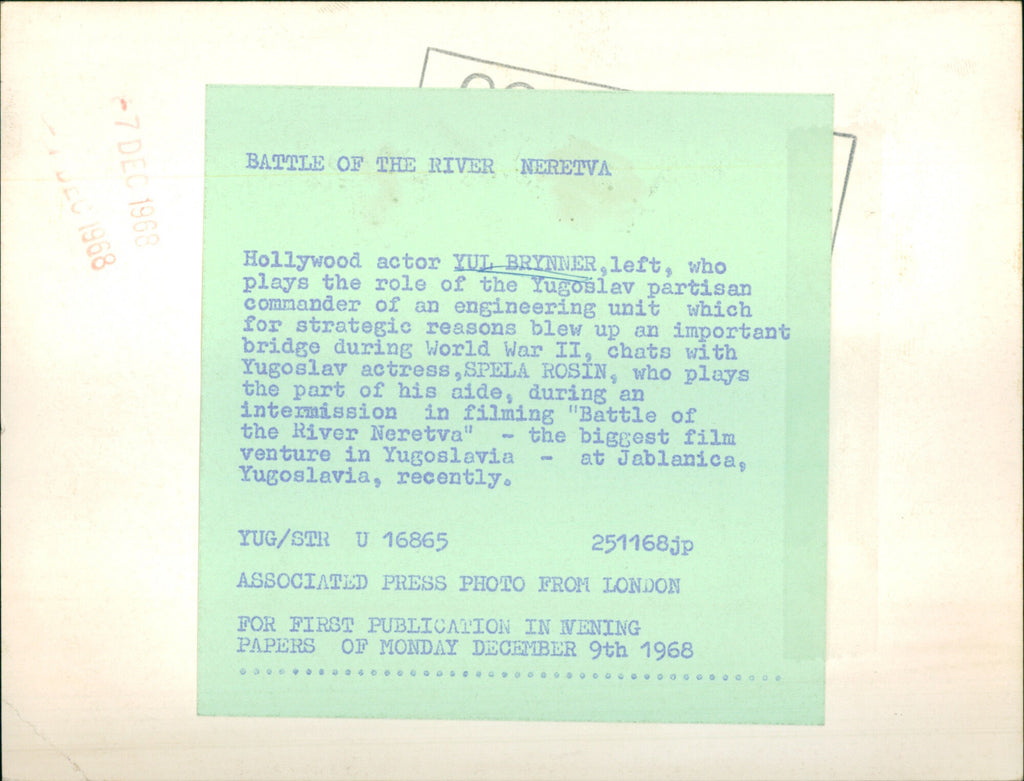 -7 DEC 1968
DEC 1968
BATTLE OF THE RIVER NERETVA
Hollywood actor YUL BRYNNER,left, who
plays the role of the Yugoslav partisan
commander of an engineering unit which
for strategic reasons blew up an important
bridge during World War II, chats with
Yugoslav actress,SPELA ROSIN, who plays
the part of his aide, during an
intermission in filming "Battle of
the River Neretva" - the biggest film
venture in Yugoslavia - at Jablanica,
Yugoslavia, recently.
YUG/STR U 16865 251168jp
ASSOCIATED PRESS PHOTO FROM LONDON
FOR FIRST PUBLICATION IN EVENING
PAPERS OF MONDAY DECEMBER 9th 1968